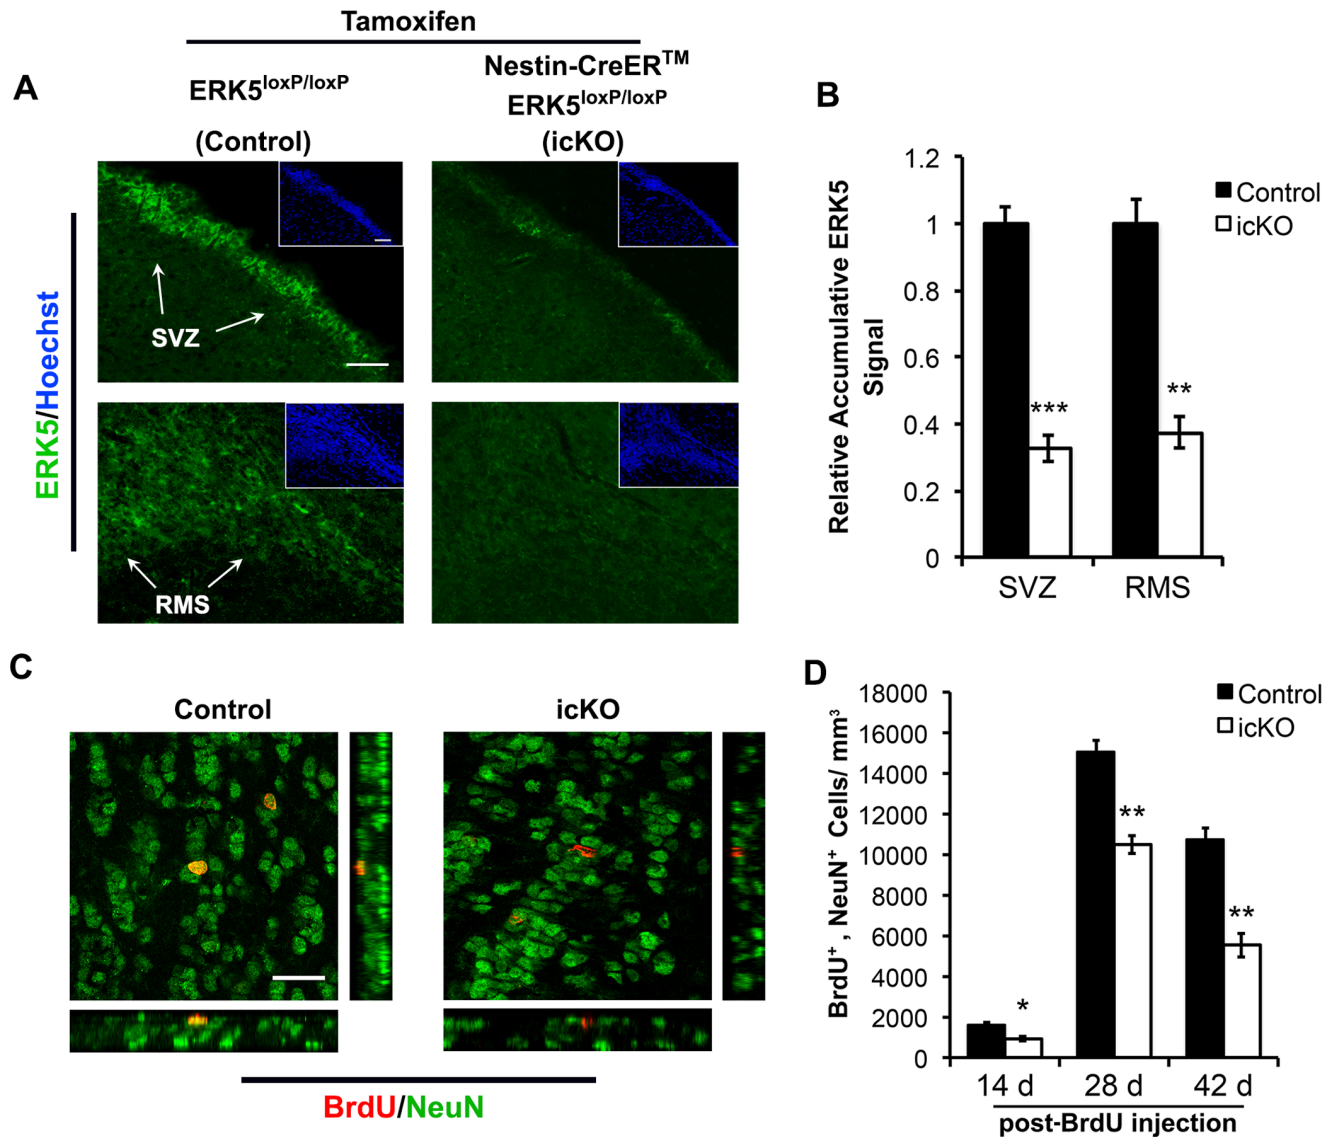 Tamoxifen
A
ERK5loxP/loxP
(Control)
Nestin-CreERTM
ERK5loxP/loxP
(icKO)
ERK5/Hoechst
SVZ
RMS
B
Relative Accumulative ERK5
Signal
1.2
1
0.8
0.6
0.4
0.2
0
***
**
SVZ
RMS
Control
icKO
C
Control
icKO
BrdU/NeuN
D
BrdU+ , NeuN+ Cells/ mm3
18000
16000
14000
12000
10000
8000
6000
4000
2000
0
*
**
**
14 d
28 d
42 d
post-BrdU injection
Control
icKO